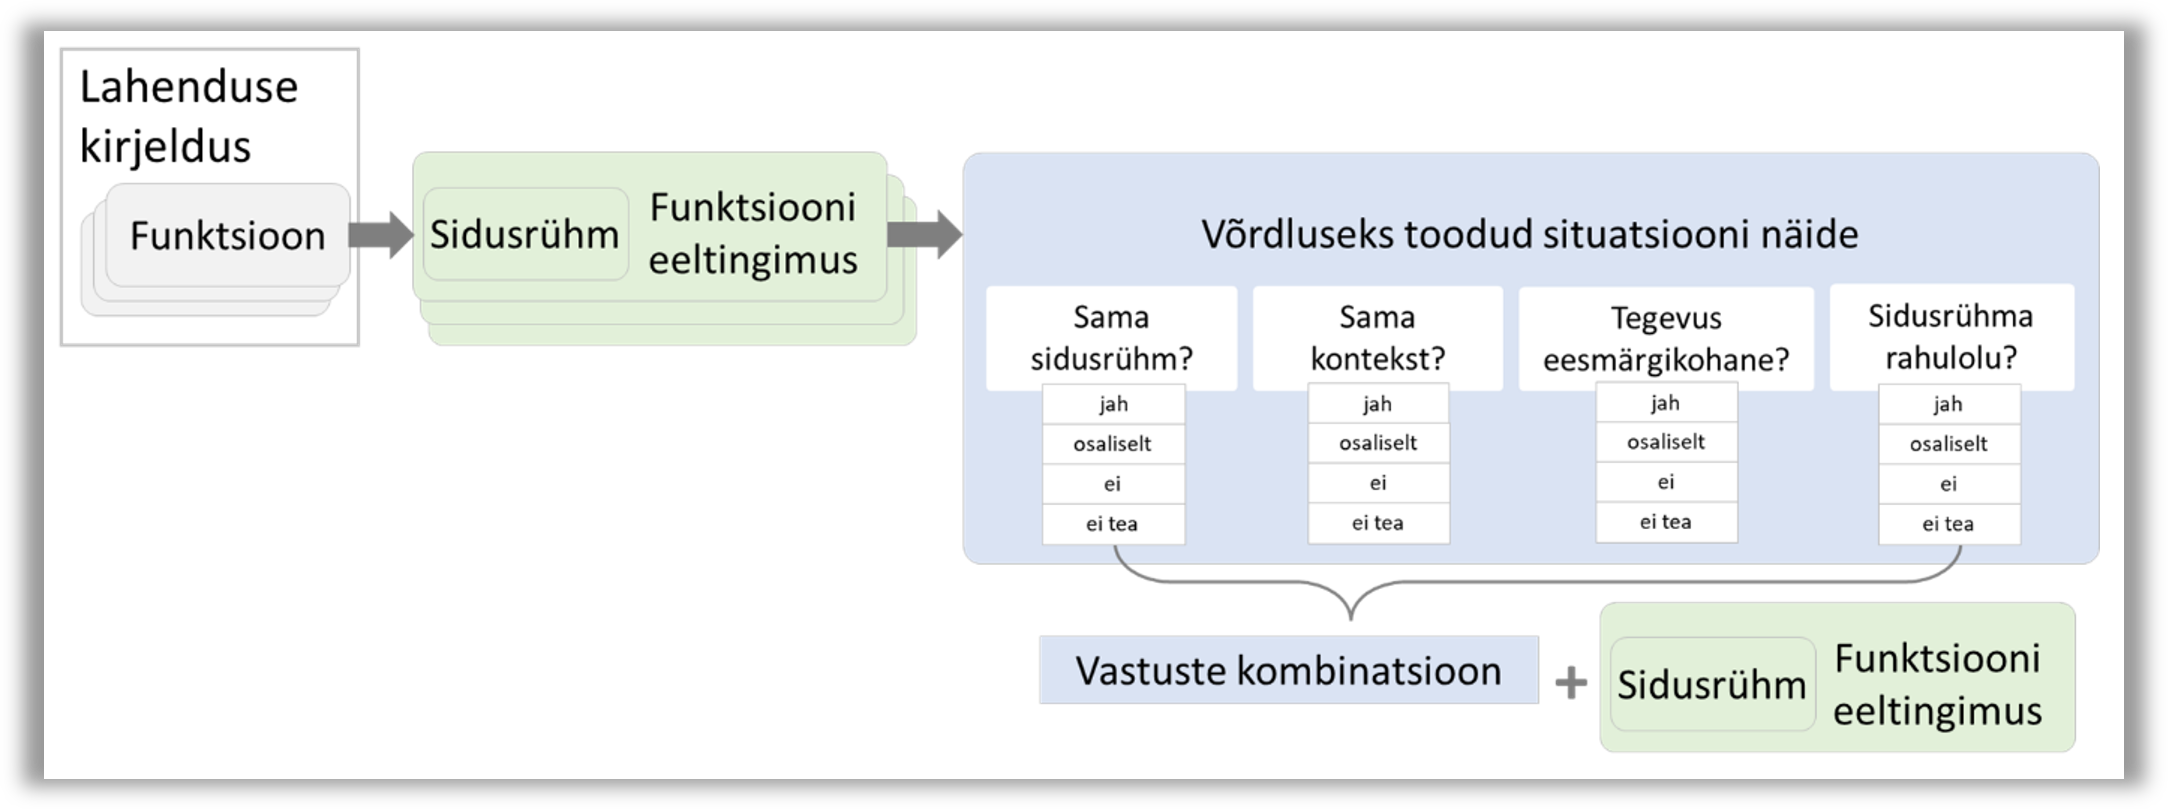 Lahenduse
kirjeldus
Funktsioon
Sidusrühm
Funktsiooni
eeltingimus
Võrdluseks toodud situatsiooni näide
Sama
sidusrühm?
jah
osaliselt
ei
ei tea
Sama
kontekst?
jah
osaliselt
ei
ei tea
Tegevus
eesmärgikohane?
jah
osaliselt
ei
ei tea
Sidusrühma
rahulolu?
jah
osaliselt
ei
ei tea
Vastuste kombinatsioon
+
Sidusrühm
Funktsiooni
eeltingimus